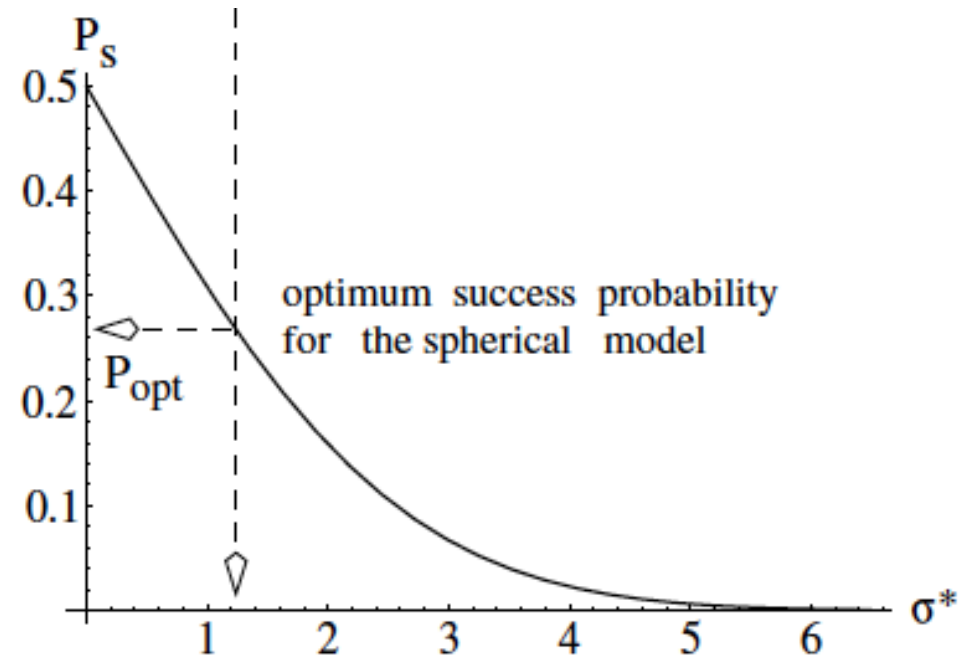 P_s
0.5
0.4
0.3
optimum success probability
for the spherical model
P_opt
0.2
0.1
σ*
1 2 3 4 5 6